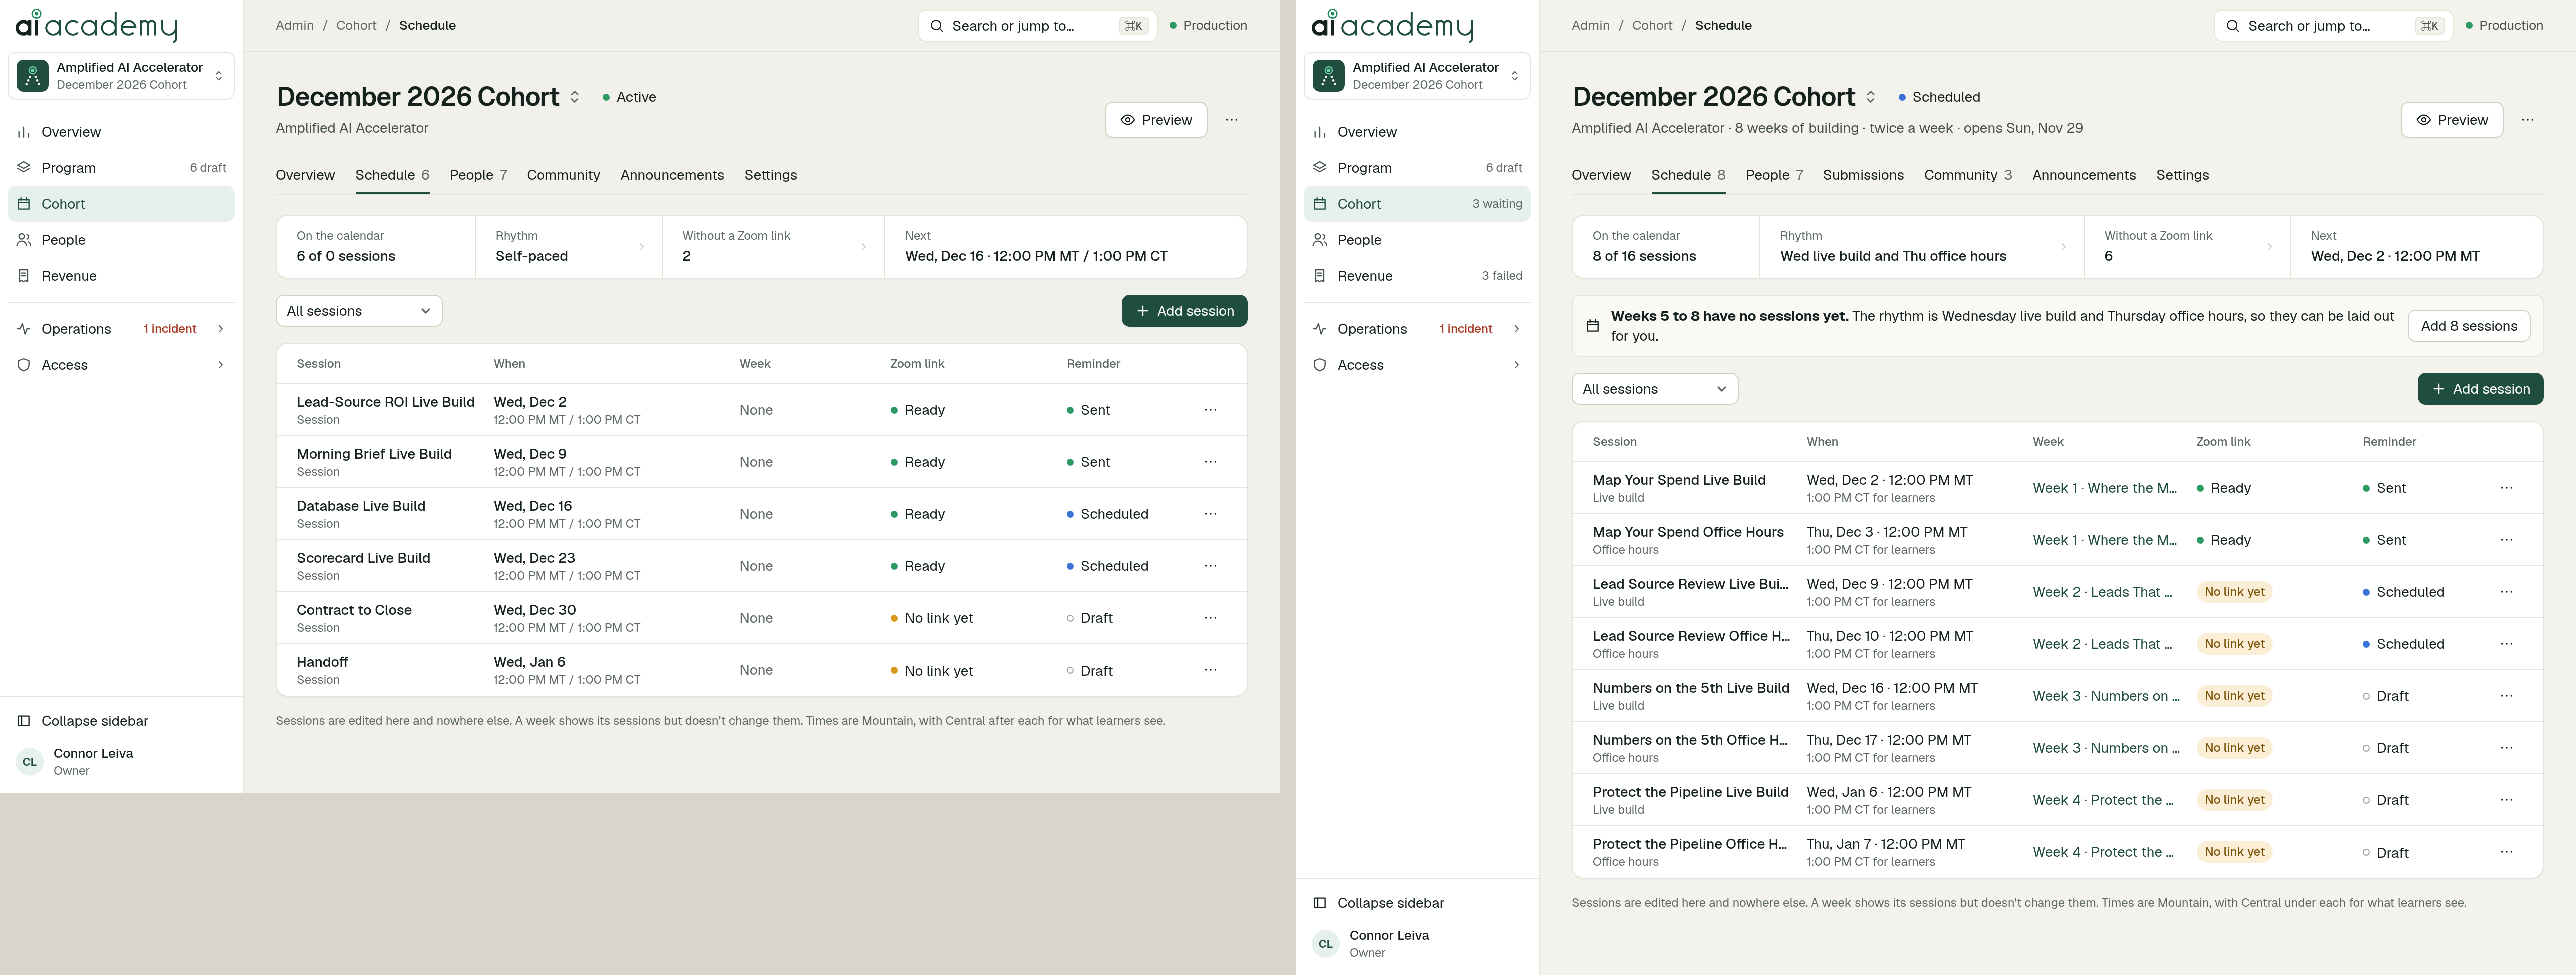 ai academy
Amplified AI Accelerator
December 2026 Cohort
Overview
Program 6 draft
Cohort
People
Revenue
Operations 1 incident
Access
Collapse sidebar
CL Connor Leiva
Owner
Admin / Cohort / Schedule
Search or jump to... ⌘K
Production
December 2026 Cohort Active
Amplified AI Accelerator
Preview ...
Overview Schedule 6 People 7 Community Announcements Settings
On the calendar Rhythm Without a Zoom link Next
6 of 0 sessions Self-paced 2 Wed, Dec 16 · 12:00 PM MT / 1:00 PM CT
All sessions + Add session
Session When Week Zoom link Reminder
Lead-Source ROI Live Build Wed, Dec 2 None Ready Sent ...
Session 12:00 PM MT / 1:00 PM CT
Morning Brief Live Build Wed, Dec 9 None Ready Sent ...
Session 12:00 PM MT / 1:00 PM CT
Database Live Build Wed, Dec 16 None Ready Scheduled ...
Session 12:00 PM MT / 1:00 PM CT
Scorecard Live Build Wed, Dec 23 None Ready Scheduled ...
Session 12:00 PM MT / 1:00 PM CT
Contract to Close Wed, Dec 30 None No link yet Draft ...
Session 12:00 PM MT / 1:00 PM CT
Handoff Wed, Jan 6 None No link yet Draft ...
Session 12:00 PM MT / 1:00 PM CT
Sessions are edited here and nowhere else. A week shows its sessions but doesn't change them. Times are Mountain, with Central after each for what learners see.
ai academy
Amplified AI Accelerator
December 2026 Cohort
Overview
Program 6 draft
Cohort 3 waiting
People
Revenue 3 failed
Operations 1 incident
Access
Collapse sidebar
CL Connor Leiva
Owner
Admin / Cohort / Schedule
Search or jump to... ⌘K
Production
December 2026 Cohort Scheduled
Amplified AI Accelerator · 8 weeks of building · twice a week · opens Sun, Nov 29
Preview ...
Overview Schedule 8 People 7 Submissions Community 3 Announcements Settings
On the calendar Rhythm Without a Zoom link Next
8 of 16 sessions Wed live build and Thu office hours 6 Wed, Dec 2 · 12:00 PM MT
Weeks 5 to 8 have no sessions yet. The rhythm is Wednesday live build and Thursday office hours, so they can be laid out
for you.
Add 8 sessions
All sessions + Add session
Session When Week Zoom link Reminder
Map Your Spend Live Build Wed, Dec 2 · 12:00 PM MT Week 1 · Where the M... Ready Sent ...
Live build 1:00 PM CT for learners
Map Your Spend Office Hours Thu, Dec 3 · 12:00 PM MT Week 1 · Where the M... Ready Sent ...
Office hours 1:00 PM CT for learners
Lead Source Review Live Bui... Wed, Dec 9 · 12:00 PM MT Week 2 · Leads That ... No link yet Scheduled ...
Live build 1:00 PM CT for learners
Lead Source Review Office H... Thu, Dec 10 · 12:00 PM MT Week 2 · Leads That ... No link yet Scheduled ...
Office hours 1:00 PM CT for learners
Numbers on the 5th Live Build Wed, Dec 16 · 12:00 PM MT Week 3 · Numbers on ... No link yet Draft ...
Live build 1:00 PM CT for learners
Numbers on the 5th Office H... Thu, Dec 17 · 12:00 PM MT Week 3 · Numbers on ... No link yet Draft ...
Office hours 1:00 PM CT for learners
Protect the Pipeline Live Build Wed, Jan 6 · 12:00 PM MT Week 4 · Protect the ... No link yet Draft ...
Live build 1:00 PM CT for learners
Protect the Pipeline Office H... Thu, Jan 7 · 12:00 PM MT Week 4 · Protect the ... No link yet Draft ...
Office hours 1:00 PM CT for learners
Sessions are edited here and nowhere else. A week shows its sessions but doesn't change them. Times are Mountain, with Central under each for what learners see.